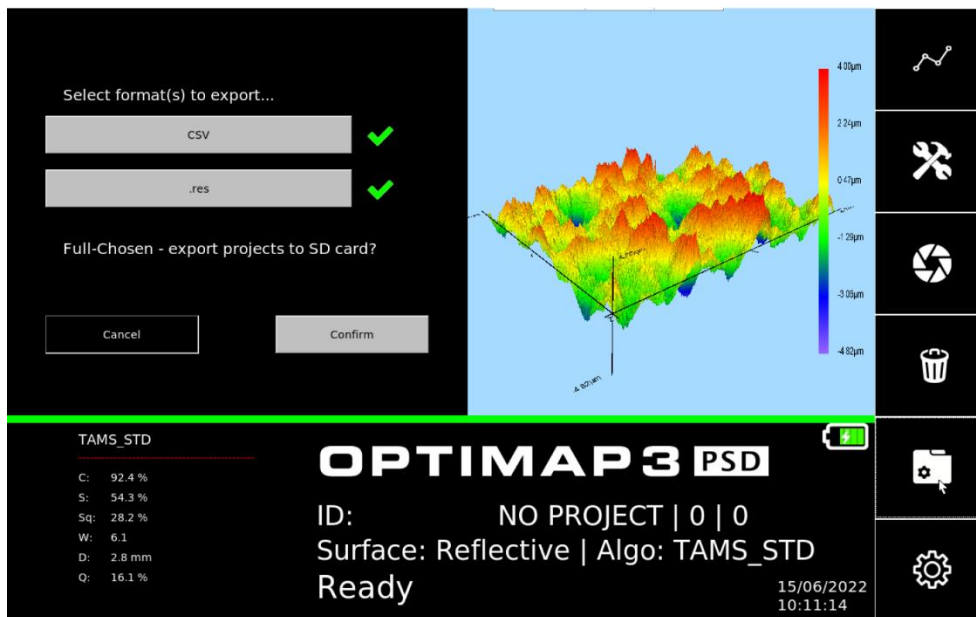 Select format(s) to export...
CSV
.res
Full-Chosen - export projects to SD card?
Cancel
Confirm
4.00µm
2.24µm
0.47µm
-1.29µm
-3.05µm
-4.82µm
-4.82µm
TAMS_STD
C: 92.4 %
S: 54.3 %
Sq: 28.2 %
W: 6.1
D: 2.8 mm
Q: 16.1 %
OPTIMAP3 PSD
ID: NO PROJECT | 0 | 0
Surface: Reflective | Algo: TAMS_STD
Ready
15/06/2022
10:11:14